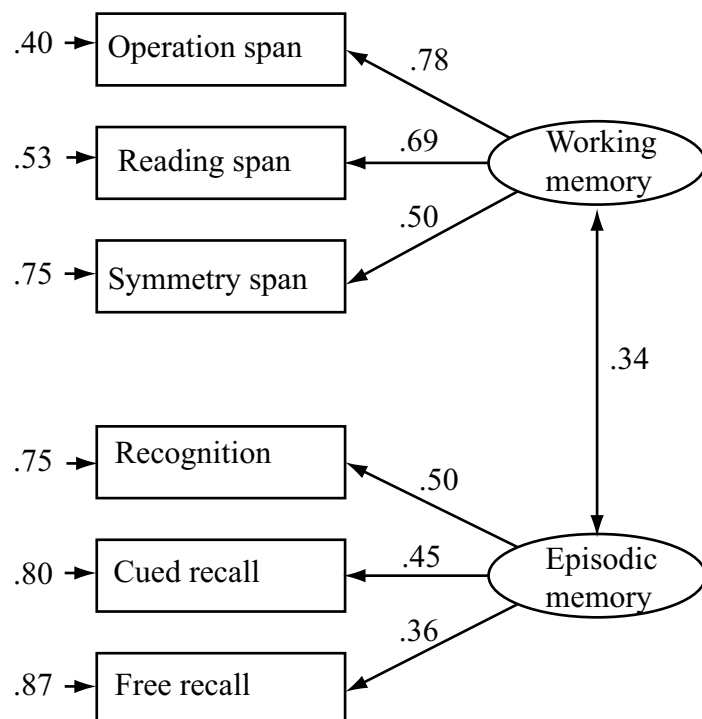 .40
Operation span
.78
.53
Reading span
.69
Working
memory
.50
.75
Symmetry span
.34
.75
Recognition
.50
.80
Cued recall
.45
Episodic
memory
.36
.87
Free recall